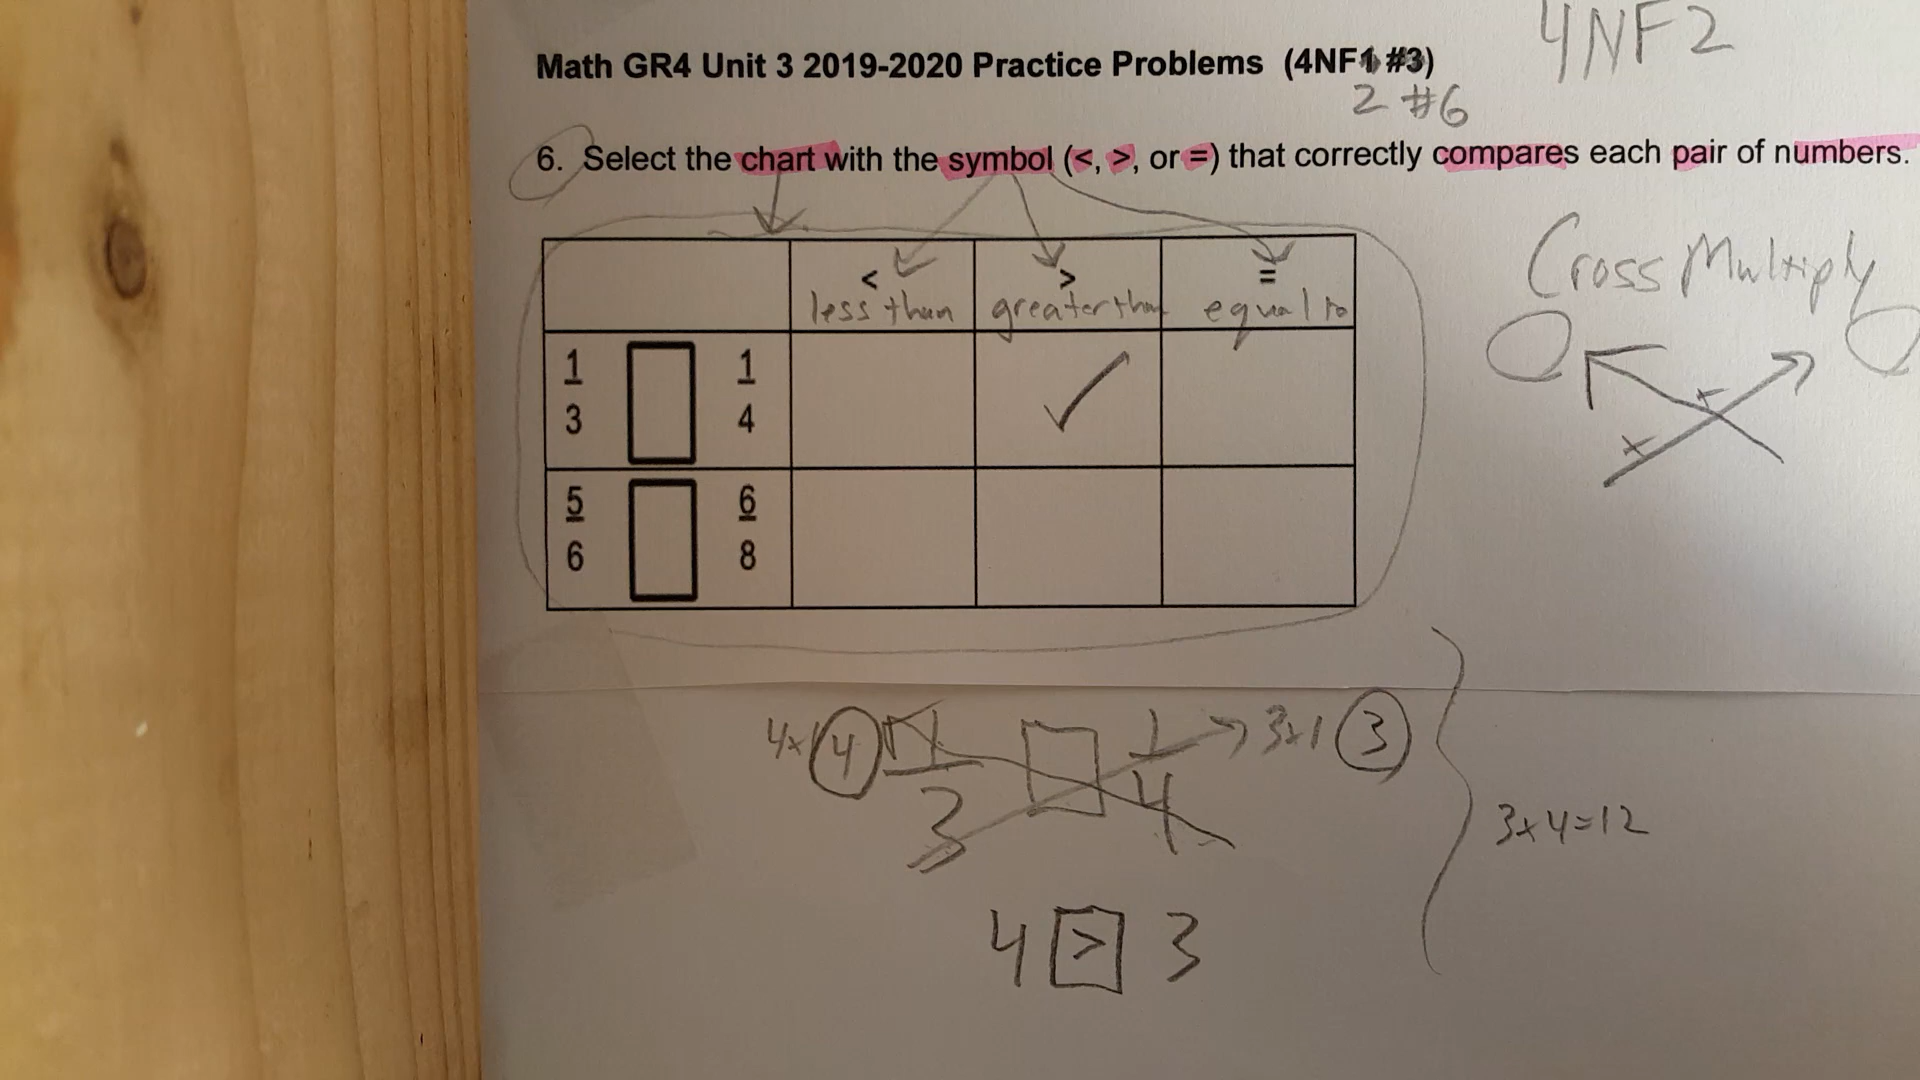 4NF2
Math GR4 Unit 3 2019-2020 Practice Problems (4NF1 #3)
2 #6
6. Select the chart with the symbol (<, >, or =) that correctly compares each pair of numbers.
Cross Multiply
< > =
less than greater than equal to
1 1
3 4
5 6
6 8
4x1 4 1 1 3x1 3
3 4
3x4=12
4 > 3